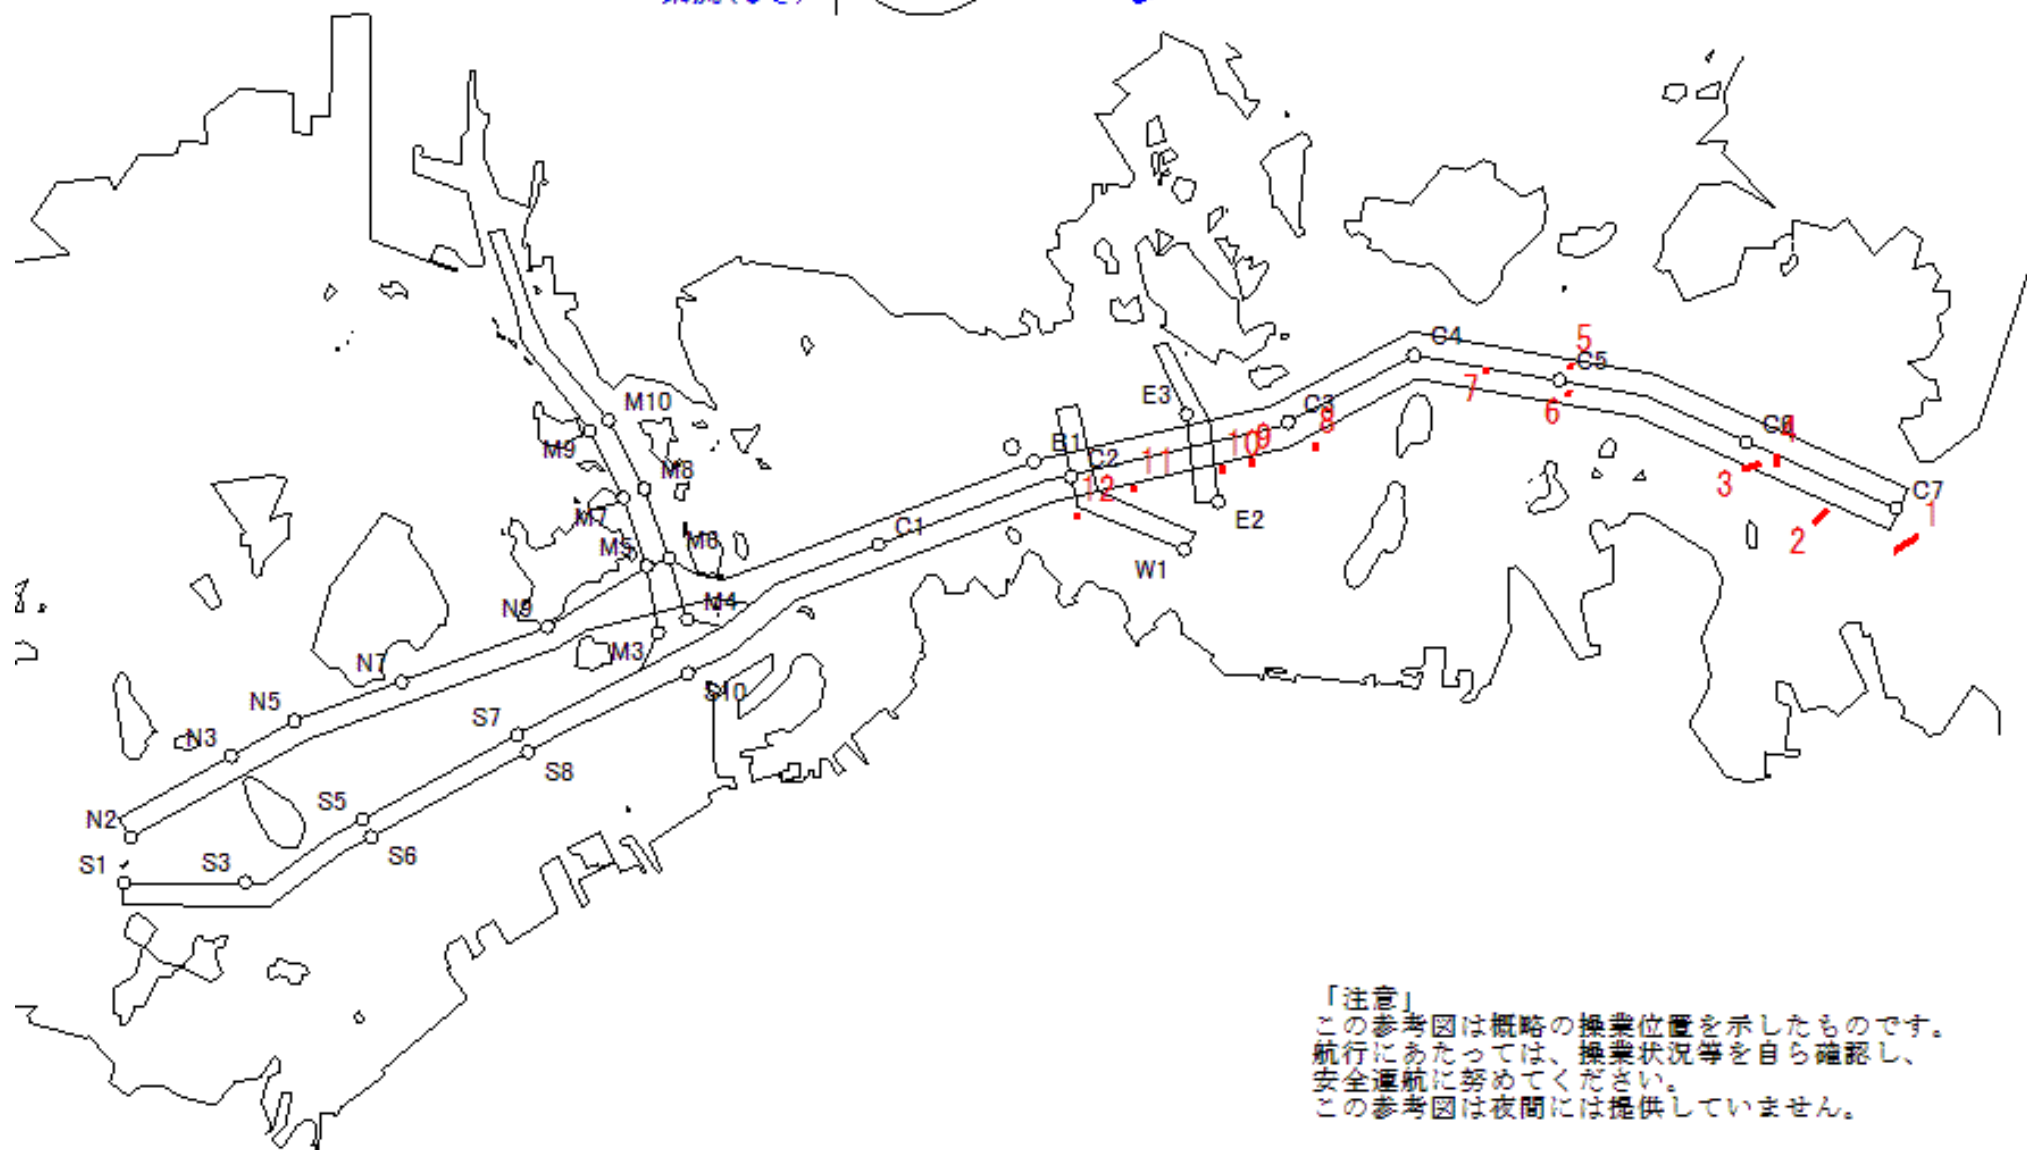 C4
5
C5
7
6
M10
E3
C3
8
C6
4
M9
B1
9
10
M8
C2
11
3
C7
12
1
M7
E2
2
C1
M5
M6
W1
N9
M4
M3
N7
S10
N5
S7
N3
S8
S5
N2
S6
S1
S3
「注意」
この参考図は概略の操業位置を示したものです。
航行にあたっては、操業状況等を自ら確認し、
安全運航に努めてください。
この参考図は夜間には提供していません。